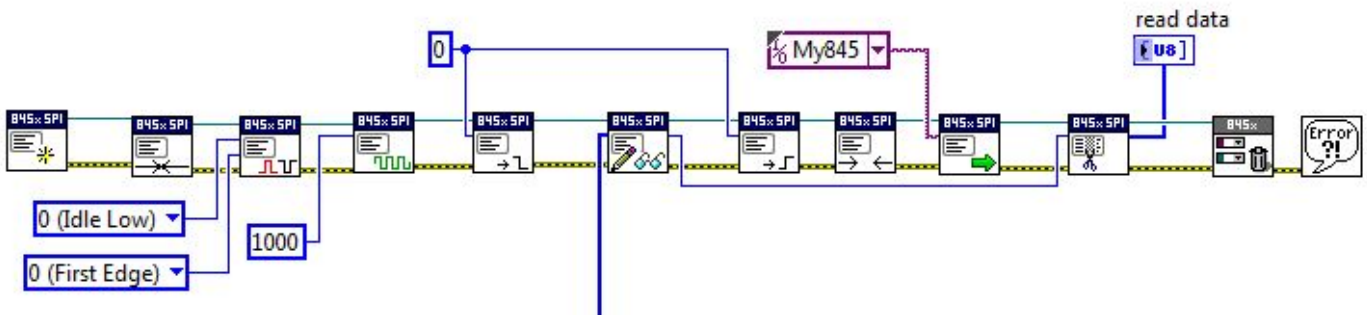 read data
0
My845
U8
845x SPI
845x SPI
845x SPI
845x SPI
845x SPI
845x SPI
845x SPI
845x SPI
845x SPI
845x SPI
845x
Error
?!
0 (Idle Low)
1000
0 (First Edge)